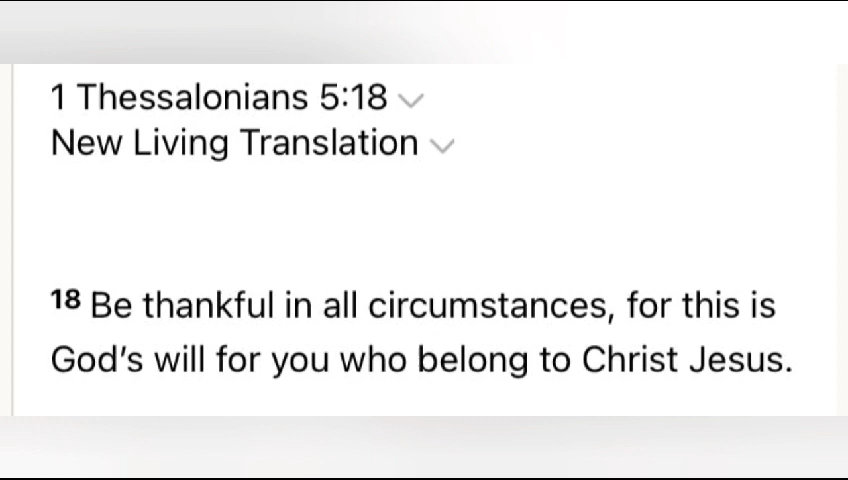 1 Thessalonians 5:18
New Living Translation
18 Be thankful in all circumstances, for this is
God’s will for you who belong to Christ Jesus.